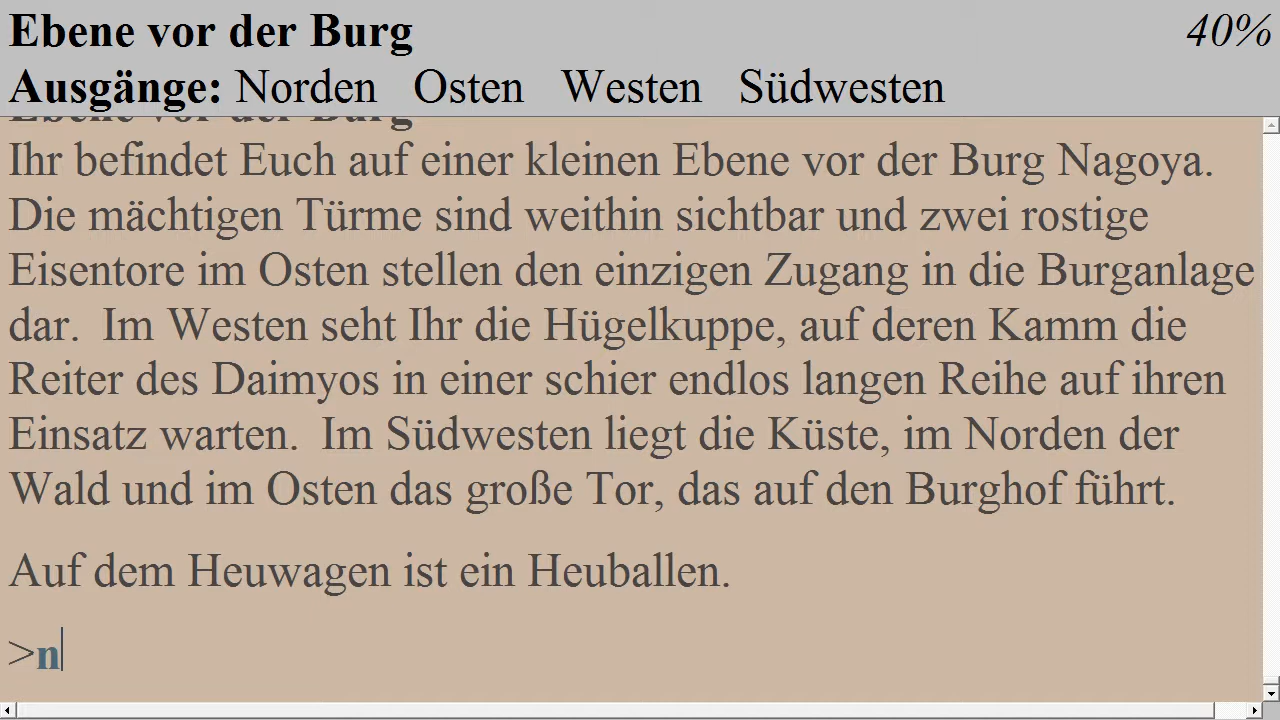 Ebene vor der Burg 40%
Ausgänge: Norden Osten Westen Südwesten
Ebene vor der Burg
Ihr befindet Euch auf einer kleinen Ebene vor der Burg Nagoya.
Die mächtigen Türme sind weithin sichtbar und zwei rostige
Eisentore im Osten stellen den einzigen Zugang in die Burganlage
dar. Im Westen seht Ihr die Hügelkuppe, auf deren Kamm die
Reiter des Daimyos in einer schier endlos langen Reihe auf ihren
Einsatz warten. Im Südwesten liegt die Küste, im Norden der
Wald und im Osten das große Tor, das auf den Burghof führt.
Auf dem Heuwagen ist ein Heuballen.
>n